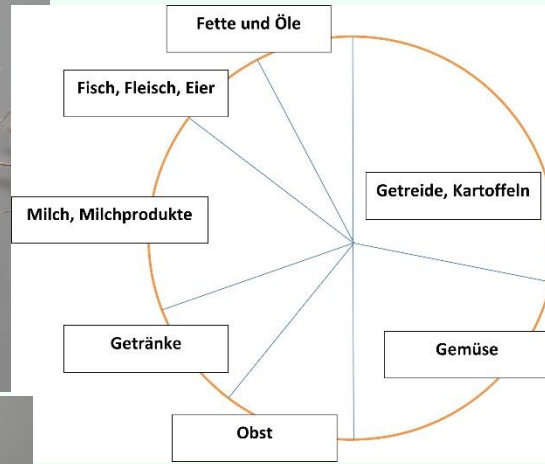 Fette und Öle
Fisch, Fleisch, Eier
Getreide, Kartoffeln
Milch, Milchprodukte
Getränke
Gemüse
Obst